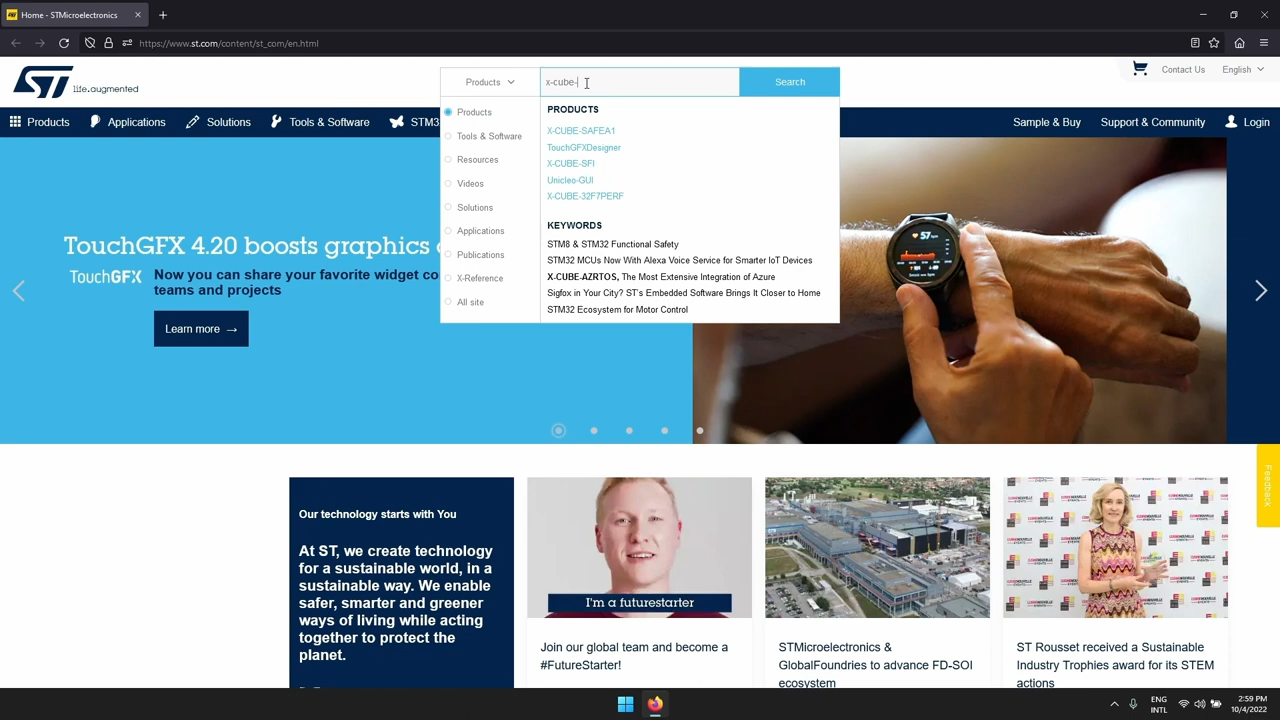 Home - STMicroelectronics
https://www.st.com/content/st_com/en.html
ST life.augmented
Products
x-cube-
Search
Contact Us
English
Products
Applications
Solutions
Tools & Software
STM3
Sample & Buy
Support & Community
Login
Products
Tools & Software
Resources
Videos
Solutions
Applications
Publications
X-Reference
All site
PRODUCTS
X-CUBE-SAFEA1
TouchGFXDesigner
X-CUBE-SFI
Unicleo-GUI
X-CUBE-32F7PERF
KEYWORDS
STM8 & STM32 Functional Safety
STM32 MCUs Now With Alexa Voice Service for Smarter IoT Devices
X-CUBE-AZRTOS, The Most Extensive Integration of Azure
Sigfox in Your City? ST's Embedded Software Brings It Closer to Home
STM32 Ecosystem for Motor Control
TouchGFX 4.20 boosts graphics
TouchGFX
Now you can share your favorite widget co
teams and projects
Learn more →
57
Feedback
Our technology starts with You
At ST, we create technology
for a sustainable world, in a
sustainable way. We enable
safer, smarter and greener
ways of living while acting
together to protect the
planet.
I'm a futurestarter
Join our global team and become a
#FutureStarter!
STMicroelectronics &
GlobalFoundries to advance FD-SOI
ecosystem
ST Rousset received a Sustainable
Industry Trophies award for its STEM
actions
ENG
INTL
2:59 PM
10/4/2022